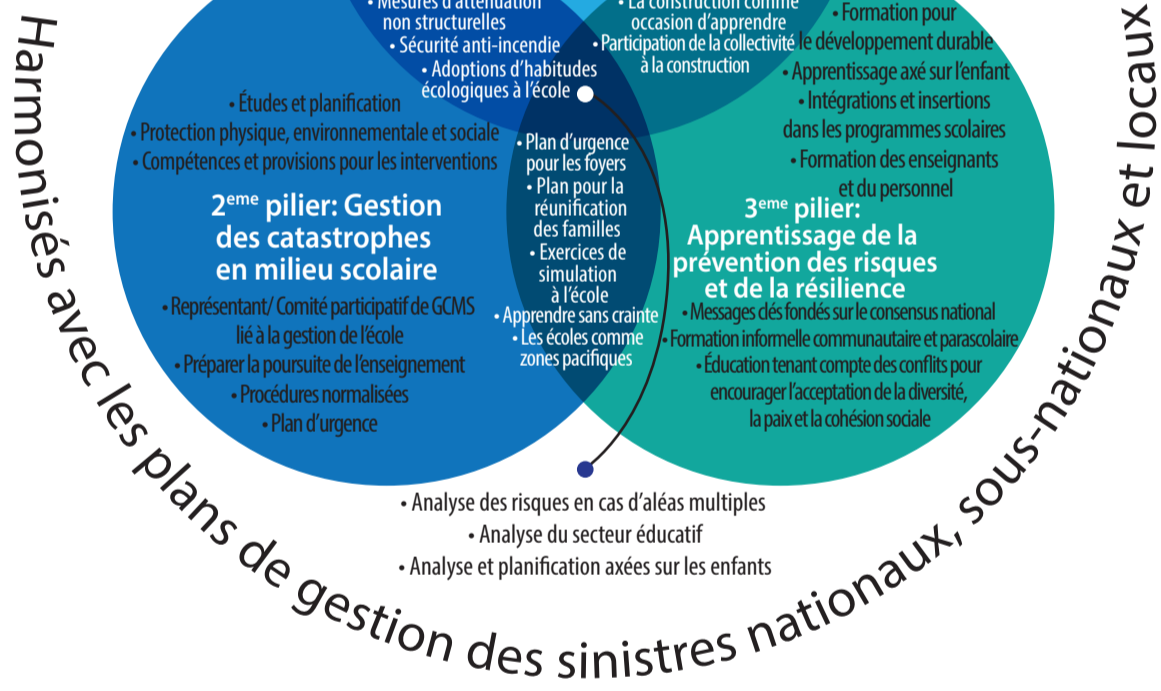 • Mesures d'atténuation
non structurelles
• Sécurité anti-incendie
• Adoptions d'habitudes
écologiques à l'école
• La construction comme
occasion d'apprendre
• Participation de la collectivité
à la construction
• Formation pour
le développement durable
• Apprentissage axé sur l'enfant
• Intégrations et insertions
dans les programmes scolaires
• Formation des enseignants
et du personnel
• Études et planification
• Protection physique, environnementale et sociale
• Compétences et provisions pour les interventions
2eme pilier: Gestion
des catastrophes
en milieu scolaire
• Représentant/ Comité participatif de GCMS
lié à la gestion de l'école
• Préparer la poursuite de l'enseignement
• Procédures normalisées
• Plan d'urgence
• Plan d'urgence
pour les foyers
• Plan pour la
réunification
des familles
• Exercices de
simulation
à l'école
• Apprendre sans crainte
• Les écoles comme
zones pacifiques
3eme pilier:
Apprentissage de la
prévention des risques
et de la résilience
• Messages clés fondés sur le consensus national
• Formation informelle communautaire et parascolaire
• Éducation tenant compte des conflits pour
encourager l'acceptation de la diversité,
la paix et la cohésion sociale
• Analyse des risques en cas d'aléas multiples
• Analyse du secteur éducatif
• Analyse et planification axées sur les enfants
Harmonisés avec les plans de gestion des sinistres nationaux, sous-nationaux et locaux